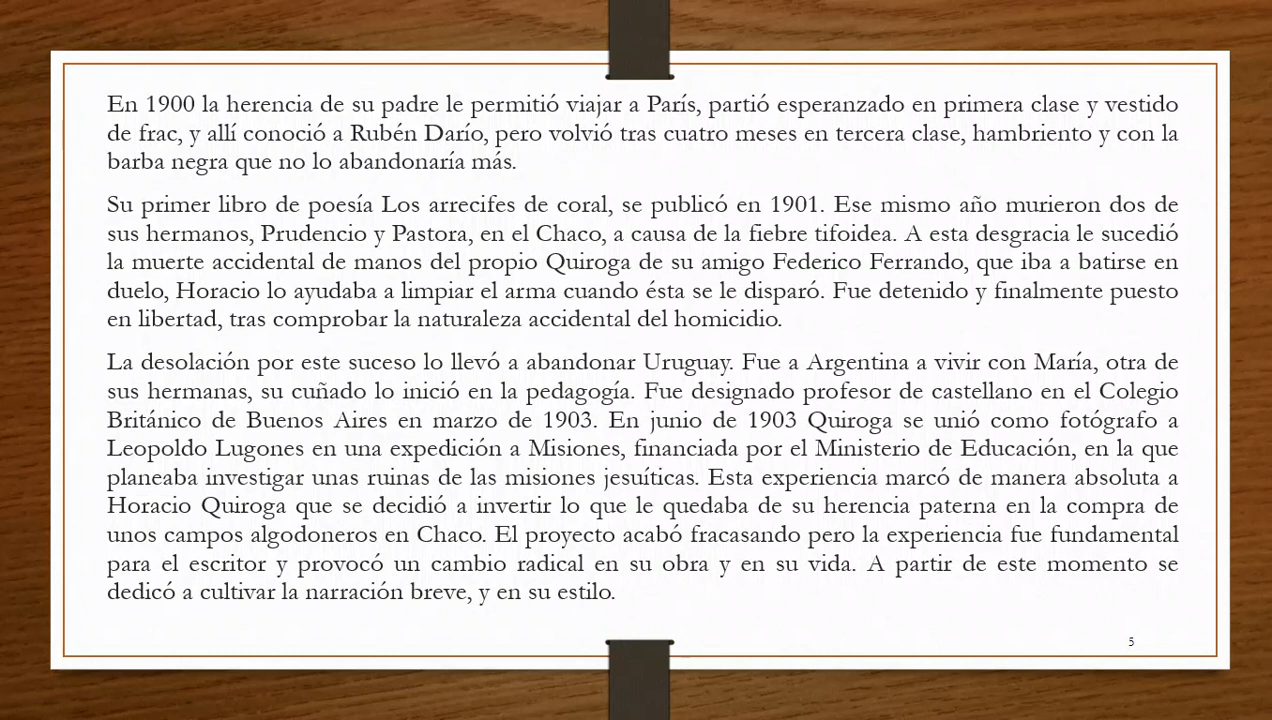 En 1900 la herencia de su padre le permitió viajar a París, partió esperanzado en primera clase y vestido
de frac, y allí conoció a Rubén Darío, pero volvió tras cuatro meses en tercera clase, hambriento y con la
barba negra que no lo abandonaría más.
Su primer libro de poesía Los arrecifes de coral, se publicó en 1901. Ese mismo año murieron dos de
sus hermanos, Prudencio y Pastora, en el Chaco, a causa de la fiebre tifoidea. A esta desgracia le sucedió
la muerte accidental de manos del propio Quiroga de su amigo Federico Ferrando, que iba a batirse en
duelo, Horacio lo ayudaba a limpiar el arma cuando ésta se le disparó. Fue detenido y finalmente puesto
en libertad, tras comprobar la naturaleza accidental del homicidio.
La desolación por este suceso lo llevó a abandonar Uruguay. Fue a Argentina a vivir con María, otra de
sus hermanas, su cuñado lo inició en la pedagogía. Fue designado profesor de castellano en el Colegio
Británico de Buenos Aires en marzo de 1903. En junio de 1903 Quiroga se unió como fotógrafo a
Leopoldo Lugones en una expedición a Misiones, financiada por el Ministerio de Educación, en la que
planeaba investigar unas ruinas de las misiones jesuíticas. Esta experiencia marcó de manera absoluta a
Horacio Quiroga que se decidió a invertir lo que le quedaba de su herencia paterna en la compra de
unos campos algodoneros en Chaco. El proyecto acabó fracasando pero la experiencia fue fundamental
para el escritor y provocó un cambio radical en su obra y en su vida. A partir de este momento se
dedicó a cultivar la narración breve, y en su estilo.
5